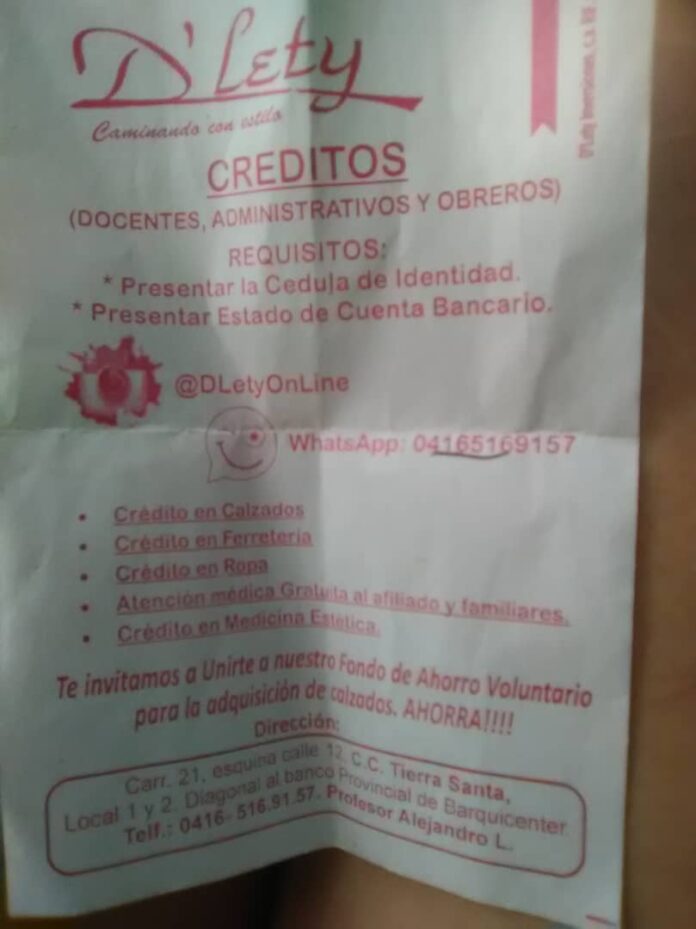 D'Lety
Caminando con estilo
D'Lety Inversiones, c.a.
CREDITOS
(DOCENTES, ADMINISTRATIVOS Y OBREROS)
REQUISITOS:
* Presentar la Cedula de Identidad.
* Presentar Estado de Cuenta Bancario.
@DLetyOnLine
WhatsApp: 04165169157
• Crédito en Calzados
• Crédito en Ferreteria
• Crédito en Ropa
• Atención médica Gratuita al afiliado y familiares.
• Crédito en Medicina Estética.
Te invitamos a Unirte a nuestro Fondo de Ahorro Voluntario
para la adquisición de calzados. AHORRA!!!!
Dirección:
Carr. 21, esquina calle 12, C.C. Tierra Santa,
Local 1 y 2. Diagonal al banco Provincial de Barquicenter
Telf.: 0416- 516.91.57. Profesor Alejandro L.